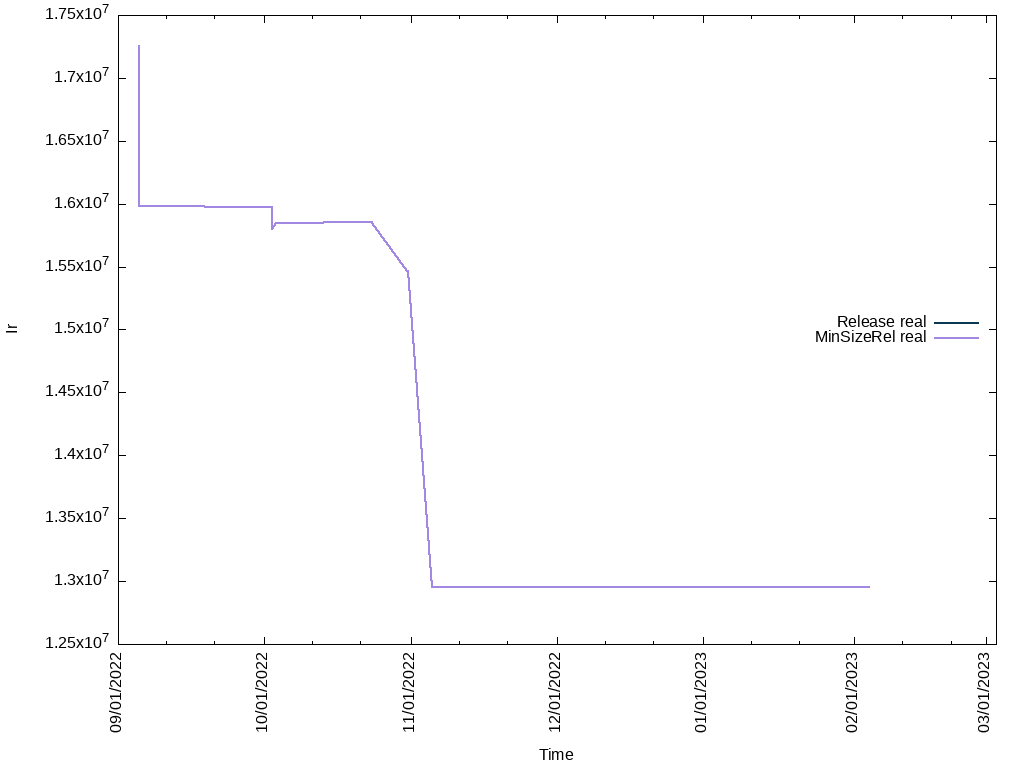 1.75x10⁷
1.7x10⁷
1.65x10⁷
1.6x10⁷
1.55x10⁷
1.5x10⁷
1.45x10⁷
1.4x10⁷
1.35x10⁷
1.3x10⁷
1.25x10⁷
Ir
Release real
MinSizeRel real
09/01/2022
10/01/2022
11/01/2022
12/01/2022
01/01/2023
02/01/2023
03/01/2023
Time